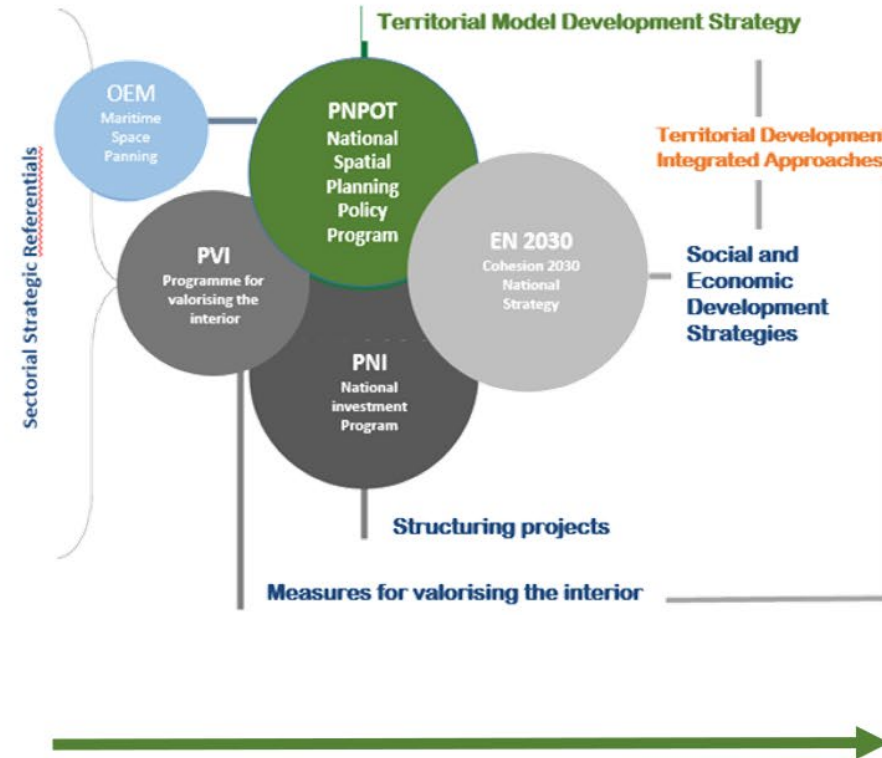 Territorial Model Development Strategy
OEM
Maritime
Space
Panning
PNPOT
National
Spatial
Planning
Policy
Program
Territorial Developmen
Integrated Approaches
Sectorial Strategic Referentials
PVI
Programme for
valorising the
interior
EN 2030
Cohesion 2030
National
Strategy
Social and
Economic
Development
Strategies
PNI
National
investment
Program
Structuring projects
Measures for valorising the interior